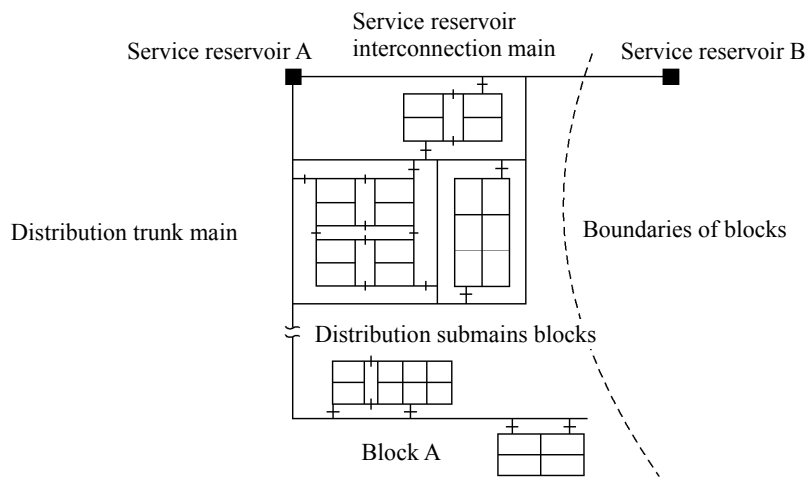 Service reservoir
interconnection main
Service reservoir A
Service reservoir B
Distribution trunk main
Boundaries of blocks
Distribution submains blocks
Block A